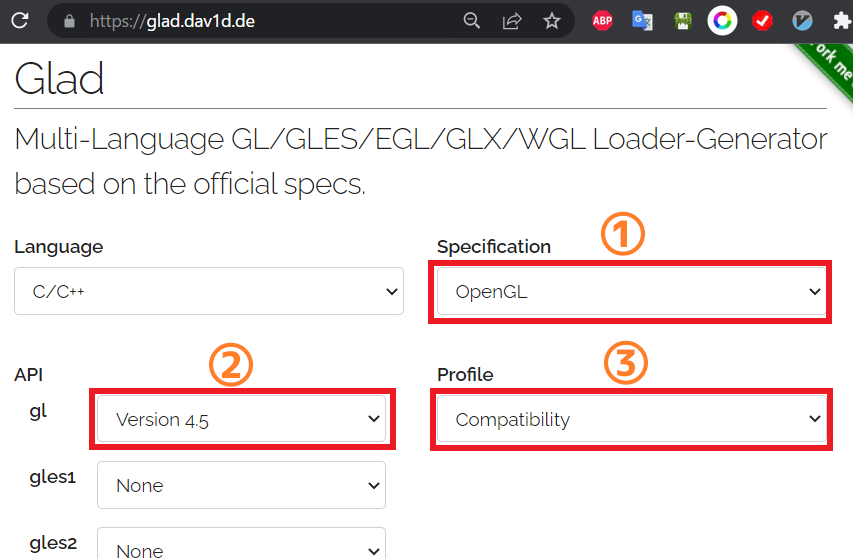 https://glad.dav1d.de
ABP
Fork me
Glad
Multi-Language GL/GLES/EGL/GLX/WGL Loader-Generator
based on the official specs.
①
Language
Specification
C/C++
OpenGL
②
③
API
Profile
gl
Version 4.5
Compatibility
gles1
None
gles2
None